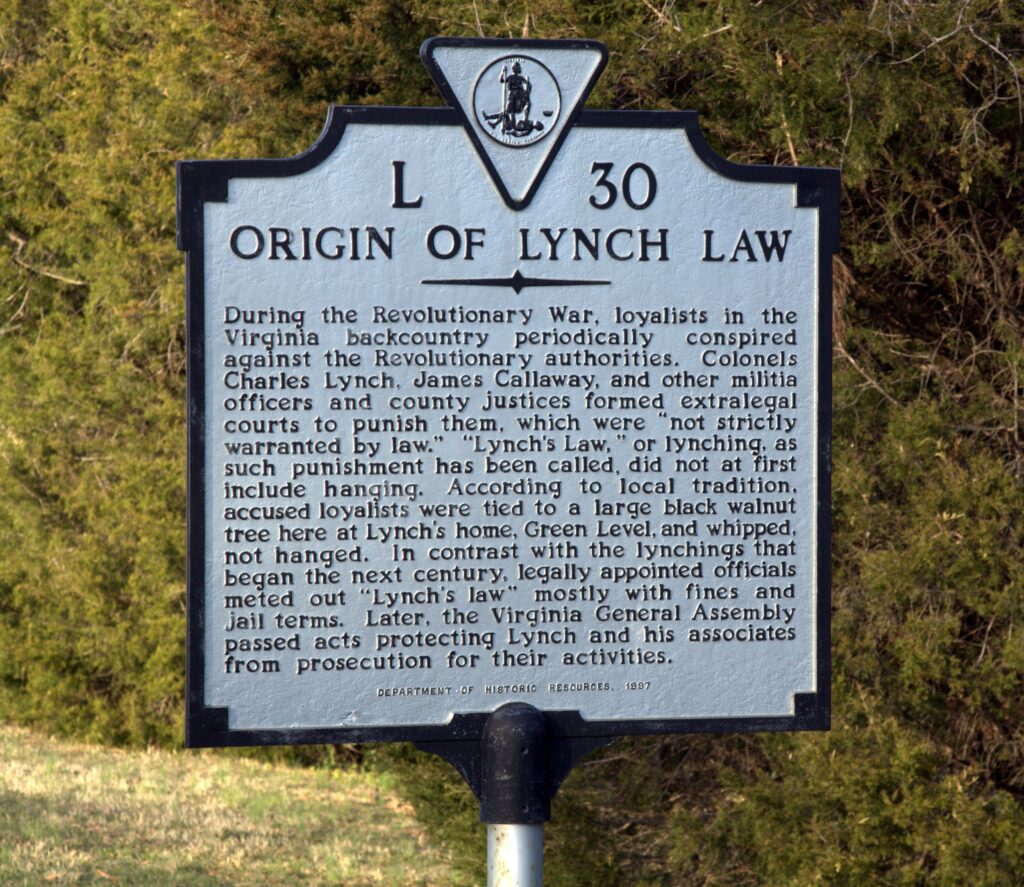 L 30
ORIGIN OF LYNCH LAW
During the Revolutionary War, loyalists in the
Virginia backcountry periodically conspired
against the Revolutionary authorities. Colonels
Charles Lynch, James Callaway, and other militia
officers and county justices formed extralegal
courts to punish them, which were "not strictly
warranted by law." "Lynch's Law," or lynching, as
such punishment has been called, did not at first
include hanging. According to local tradition,
accused loyalists were tied to a large black walnut
tree here at Lynch's home, Green Level, and whipped,
not hanged. In contrast with the lynchings that
began the next century, legally appointed officials
meted out "Lynch's law" mostly with fines and
jail terms. Later, the Virginia General Assembly
passed acts protecting Lynch and his associates
from prosecution for their activities.
DEPARTMENT OF HISTORIC RESOURCES, 1997